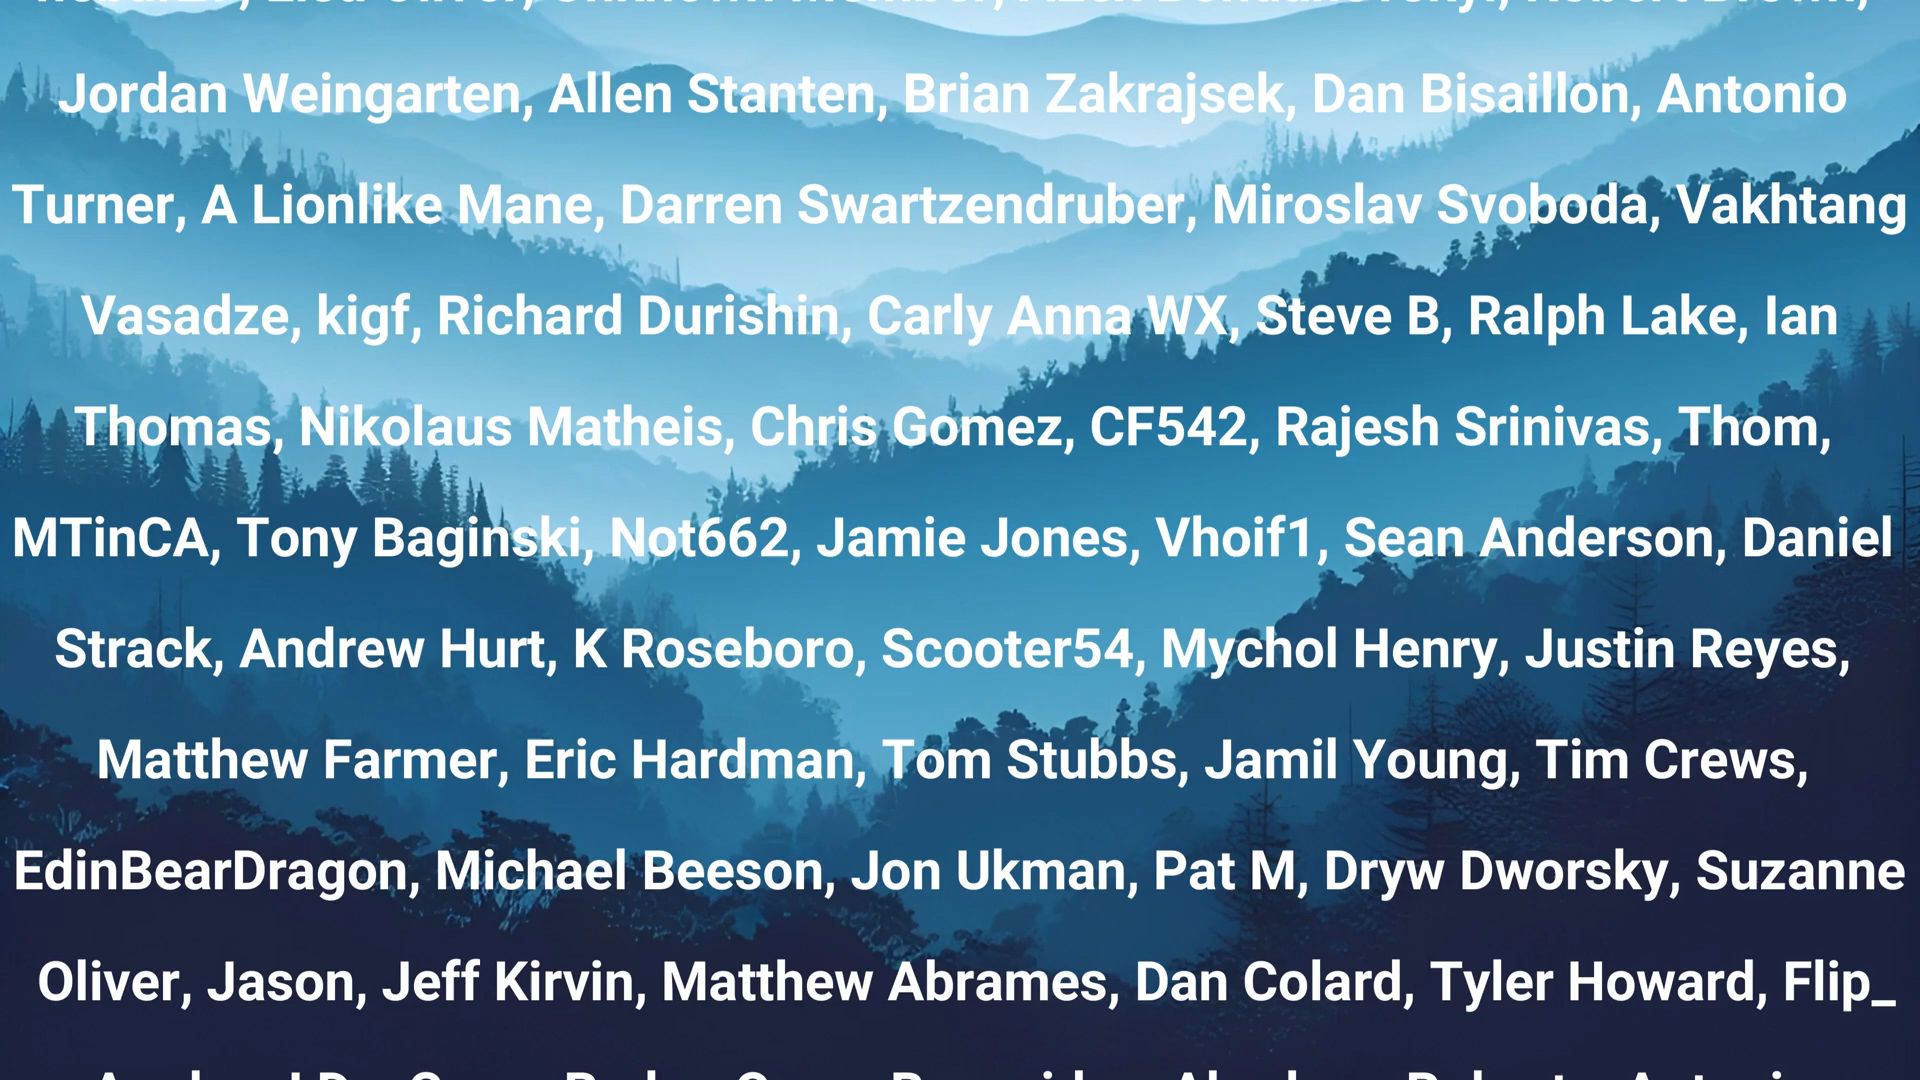 Jordan Weingarten, Allen Stanten, Brian Zakrajsek, Dan Bisaillon, Antonio
Turner, A Lionlike Mane, Darren Swartzendruber, Miroslav Svoboda, Vakhtang
Vasadze, kigf, Richard Durishin, Carly Anna WX, Steve B, Ralph Lake, Ian
Thomas, Nikolaus Matheis, Chris Gomez, CF542, Rajesh Srinivas, Thom,
MTinCA, Tony Baginski, Not662, Jamie Jones, Vhoif1, Sean Anderson, Daniel
Strack, Andrew Hurt, K Roseboro, Scooter54, Mychol Henry, Justin Reyes,
Matthew Farmer, Eric Hardman, Tom Stubbs, Jamil Young, Tim Crews,
EdinBearDragon, Michael Beeson, Jon Ukman, Pat M, Dryw Dworsky, Suzanne
Oliver, Jason, Jeff Kirvin, Matthew Abrames, Dan Colard, Tyler Howard, Flip_